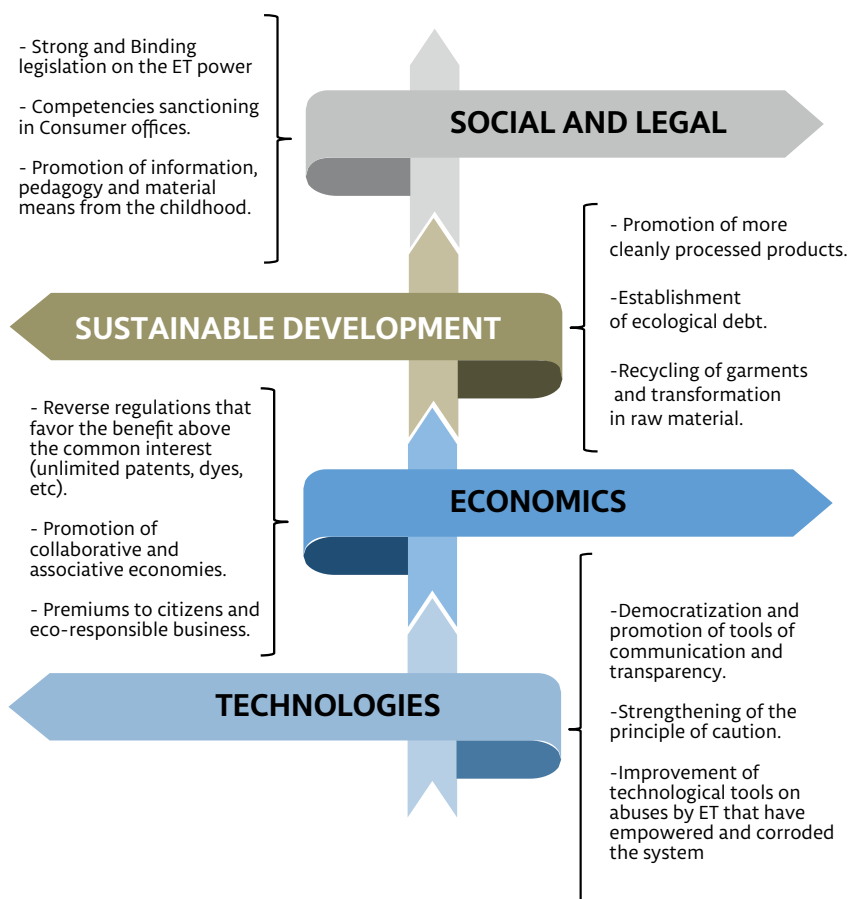 - Strong and Binding
legislation on the ET power
- Competencies sanctioning
in Consumer offices.
- Promotion of information,
pedagogy and material
means from the childhood.
SOCIAL AND LEGAL
- Promotion of more
cleanly processed products.
-Establishment
of ecological debt.
-Recycling of garments
and transformation
in raw material.
SUSTAINABLE DEVELOPMENT
- Reverse regulations that
favor the benefit above
the common interest
(unlimited patents, dyes,
etc).
- Promotion of
collaborative and
associative economies.
- Premiums to citizens and
eco-responsible business.
ECONOMICS
-Democratization and
promotion of tools of
communication and
transparency.
-Strengthening of the
principle of caution.
-Improvement of
technological tools on
abuses by ET that have
empowered and corroded
the system
TECHNOLOGIES